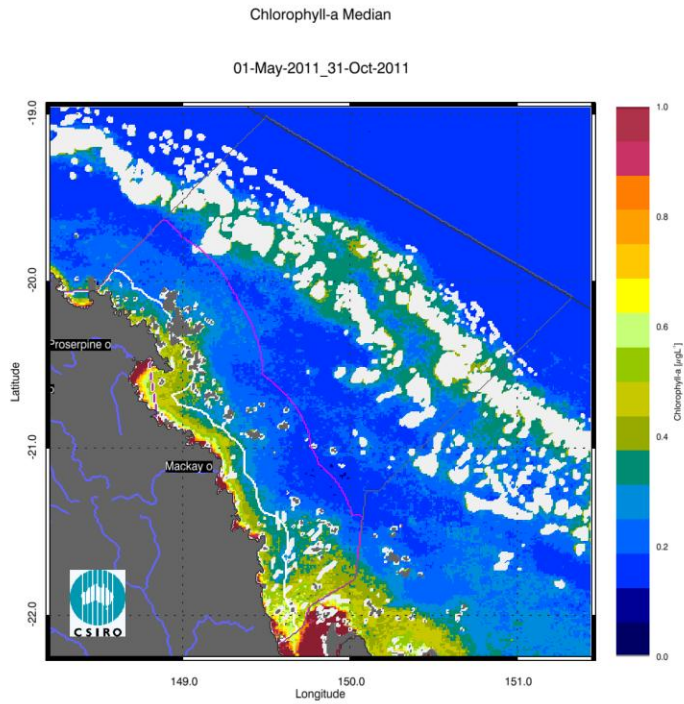 Chlorophyll-a Median
01-May-2011_31-Oct-2011
-19.0
-20.0
-21.0
-22.0
Latitude
Proserpine o
Mackay o
CSIRO
149.0
150.0
151.0
Longitude
1.0
0.8
0.6
0.4
0.2
0.0
Chlorophyll-a [µgL⁻¹]